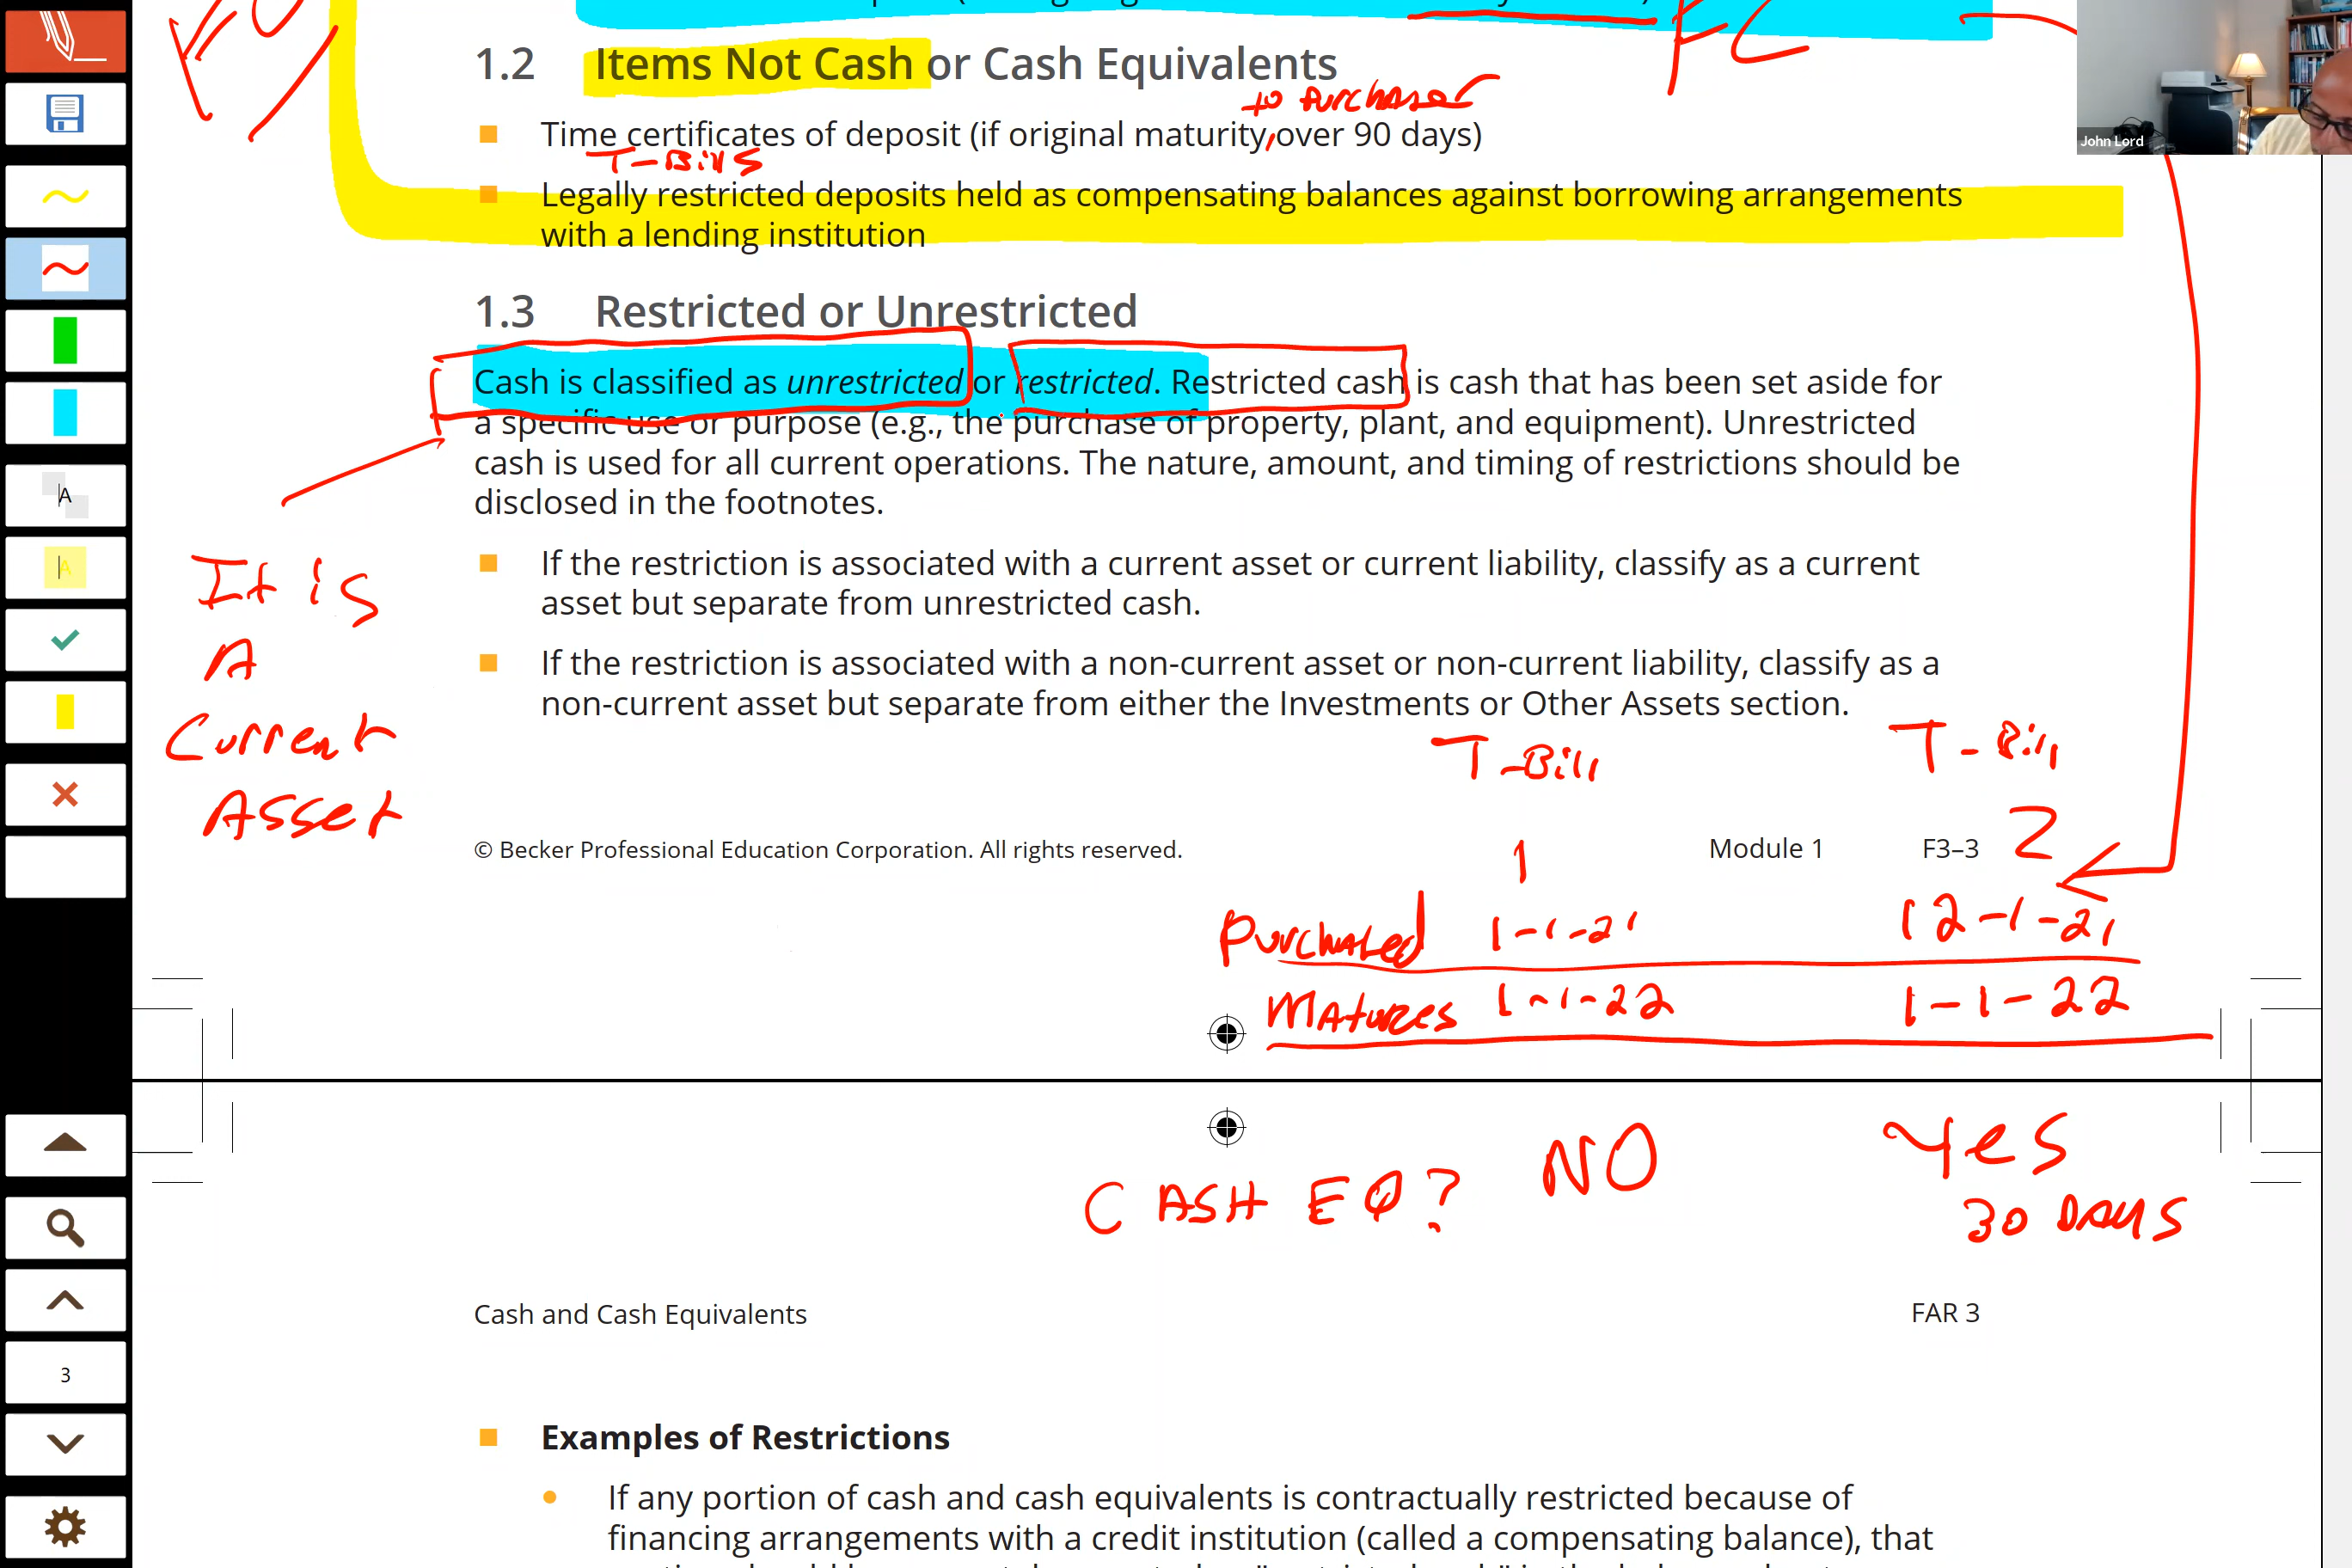 1.2 Items Not Cash or Cash Equivalents
to Purchaser
Time certificates of deposit (if original maturity, over 90 days)
T-Bills
Legally restricted deposits held as compensating balances against borrowing arrangements
with a lending institution
John Lord
1.3 Restricted or Unrestricted
Cash is classified as unrestricted or restricted. Restricted cash is cash that has been set aside for
a specific use or purpose (e.g., the purchase of property, plant, and equipment). Unrestricted
cash is used for all current operations. The nature, amount, and timing of restrictions should be
disclosed in the footnotes.
If the restriction is associated with a current asset or current liability, classify as a current
asset but separate from unrestricted cash.
If the restriction is associated with a non-current asset or non-current liability, classify as a
non-current asset but separate from either the Investments or Other Assets section.
It is
A
Current
Asset
T-Bill T-Bill
1 2
© Becker Professional Education Corporation. All rights reserved. Module 1 F3–3
Purchased 1-1-21 12-1-21
Matures 1-1-22 1-1-22
CASH EQ? NO Yes
30 DAYS
Cash and Cash Equivalents FAR 3
3
Examples of Restrictions
If any portion of cash and cash equivalents is contractually restricted because of
financing arrangements with a credit institution (called a compensating balance), that